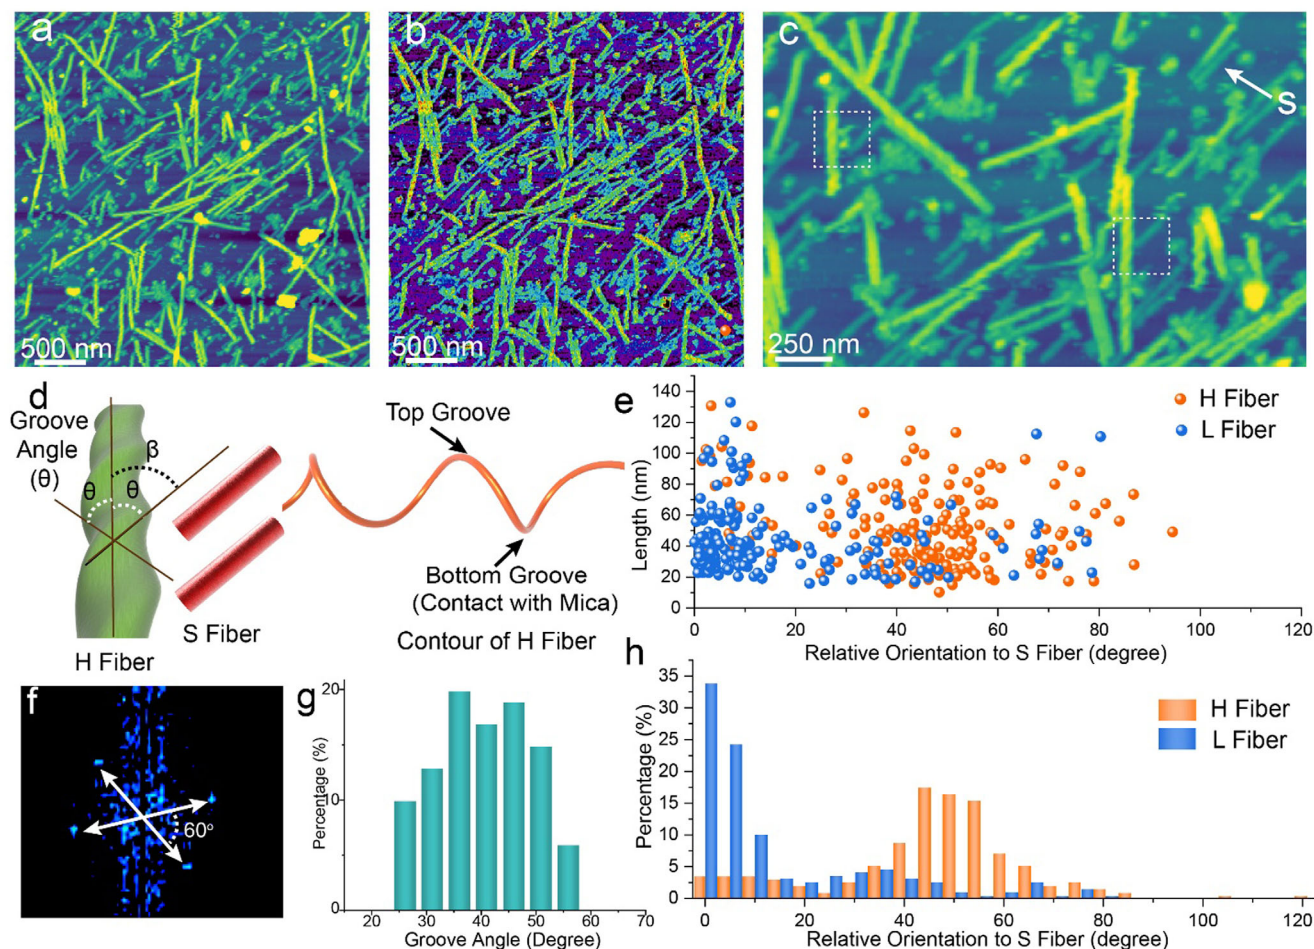 a
500 nm
b
500 nm
c
S
250 nm
d
Groove
Angle
(θ)
β
θ
θ
S Fiber
H Fiber
Top Groove
Bottom Groove
(Contact with Mica)
Contour of H Fiber
e
140
120
100
80
60
40
20
0
Length (nm)
H Fiber
L Fiber
0 20 40 60 80 100 120
Relative Orientation to S Fiber (degree)
f
60°
g
20
10
0
Percentage (%)
20 30 40 50 60 70
Groove Angle (Degree)
h
35
30
25
20
15
10
5
0
Percentage (%)
H Fiber
L Fiber
0 20 40 60 80 100 120
Relative Orientation to S Fiber (degree)